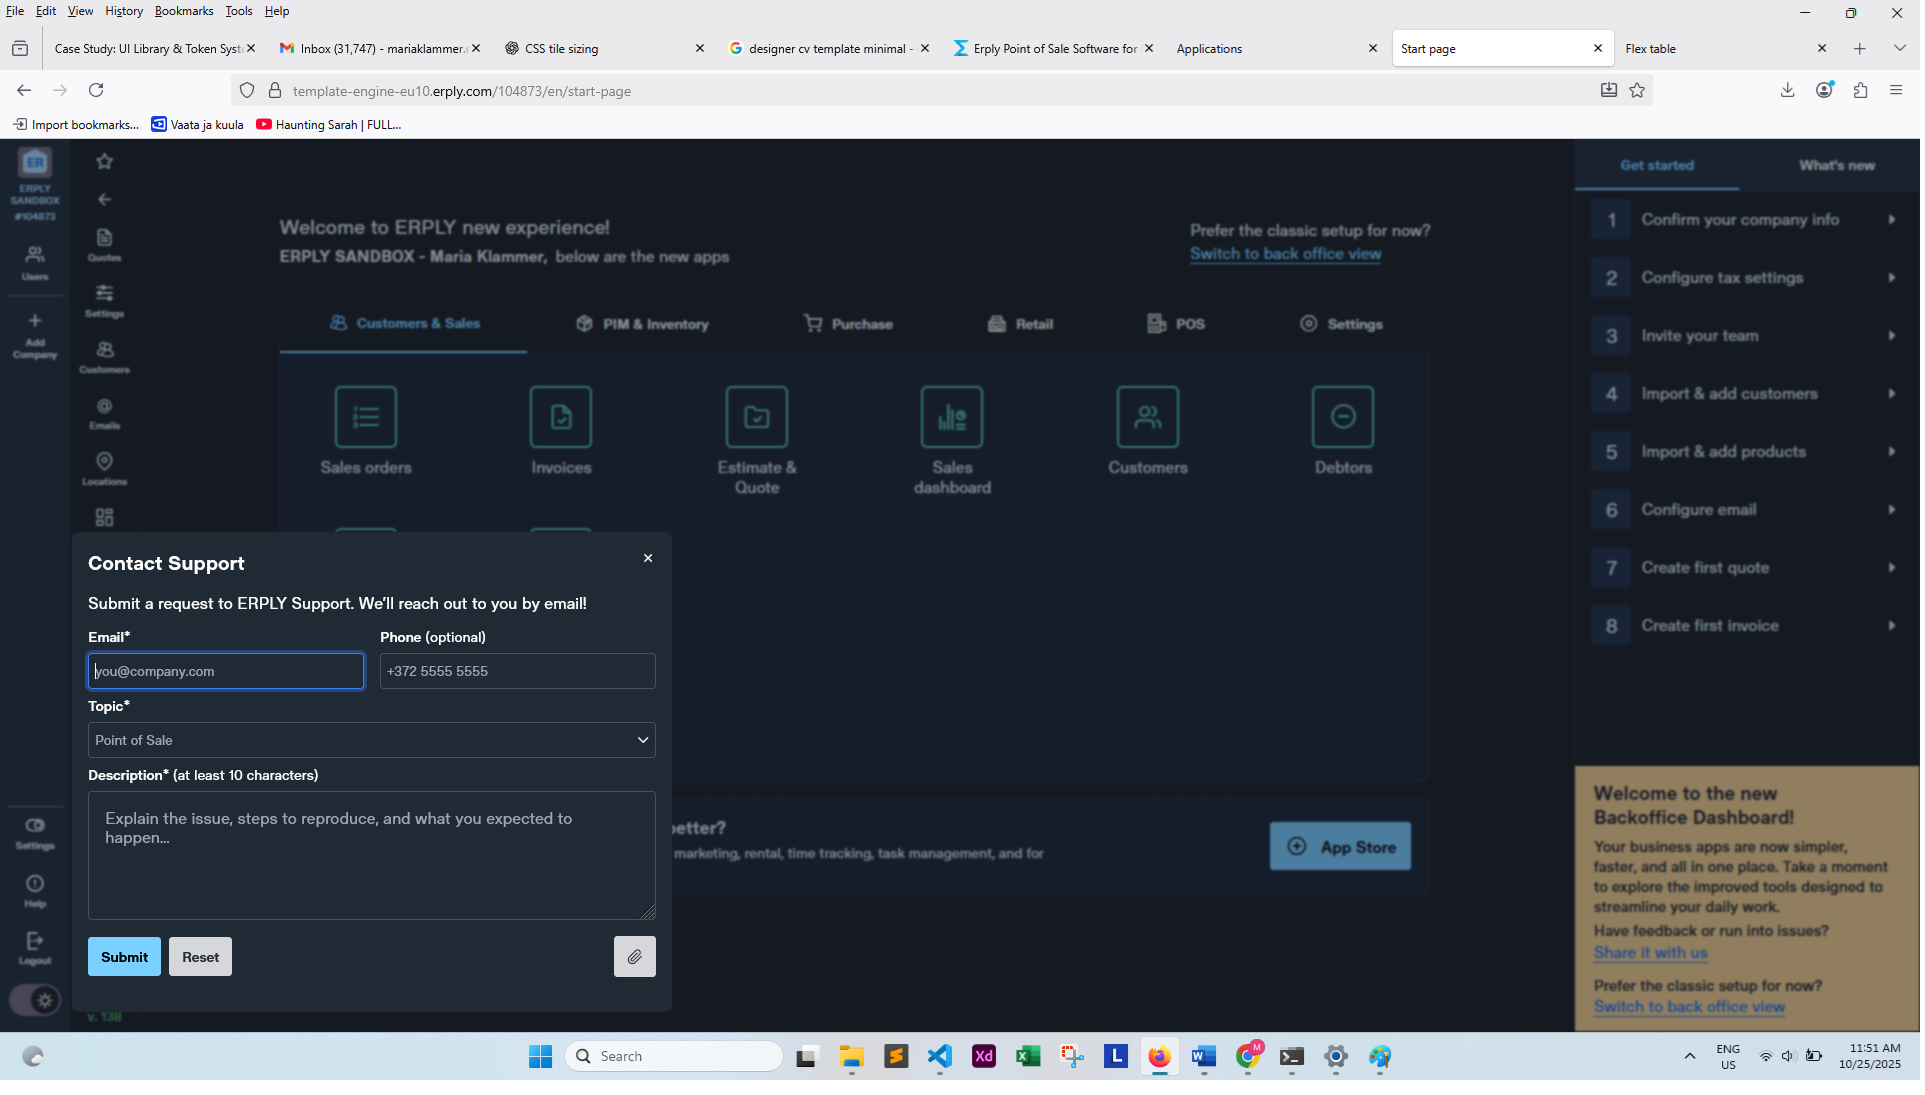 File Edit View History Bookmarks Tools Help
Case Study: UI Library & Token Syst
Inbox (31,747) - mariaklammer.
CSS tile sizing
designer cv template minimal -
Erply Point of Sale Software for
Applications
Start page
Flex table
template-engine-eu10.erply.com/104873/en/start-page
Import bookmarks...
Vaata ja kuula
Haunting Sarah | FULL...
ER
ERPLY
SANDBOX
#104873
Users
Add
Company
Settings
Help
Logout
Quotes
Settings
Customers
Emails
Locations
v. 138
Welcome to ERPLY new experience!
ERPLY SANDBOX - Maria Klammer, below are the new apps
Prefer the classic setup for now?
Switch to back office view
Customers & Sales
PIM & Inventory
Purchase
Retail
POS
Settings
Sales orders
Invoices
Estimate &
Quote
Sales
dashboard
Customers
Debtors
etter?
marketing, rental, time tracking, task management, and for
App Store
Contact Support
Submit a request to ERPLY Support. We’ll reach out to you by email!
Email*
Phone (optional)
you@company.com
+372 5555 5555
Topic*
Point of Sale
Description* (at least 10 characters)
Explain the issue, steps to reproduce, and what you expected to
happen...
Submit
Reset
Get started
What's new
1 Confirm your company info
2 Configure tax settings
3 Invite your team
4 Import & add customers
5 Import & add products
6 Configure email
7 Create first quote
8 Create first invoice
Welcome to the new
Backoffice Dashboard!
Your business apps are now simpler,
faster, and all in one place. Take a moment
to explore the improved tools designed to
streamline your daily work.
Have feedback or run into issues?
Share it with us
Prefer the classic setup for now?
Switch to back office view
Search
Xd
L
M
ENG
US
11:51 AM
10/25/2025